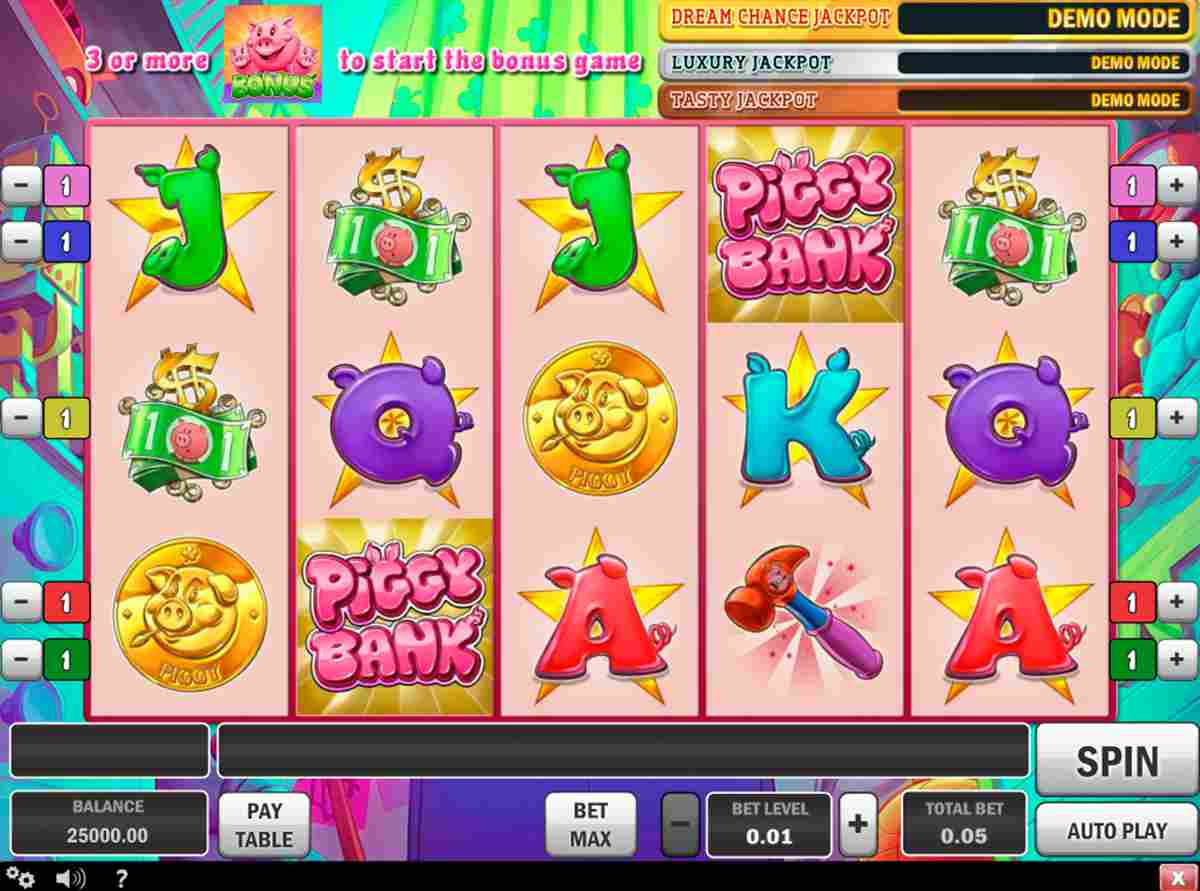 DREAM CHANCE JACKPOT DEMO MODE
3 or more BONUS to start the bonus game
LUXURY JACKPOT DEMO MODE
TASTY JACKPOT DEMO MODE
J J PIGGY BANK
1 1 1 1
- 1 1 +
- 1 1 +
1 1 Q PIGGY K Q
- 1 1 +
PIGGY PIGGY BANK A A
- 1 1 +
- 1 1 +
SPIN
BALANCE
25000.00
PAY TABLE
BET MAX
-
BET LEVEL
0.01
+
TOTAL BET
0.05
AUTO PLAY
?
X